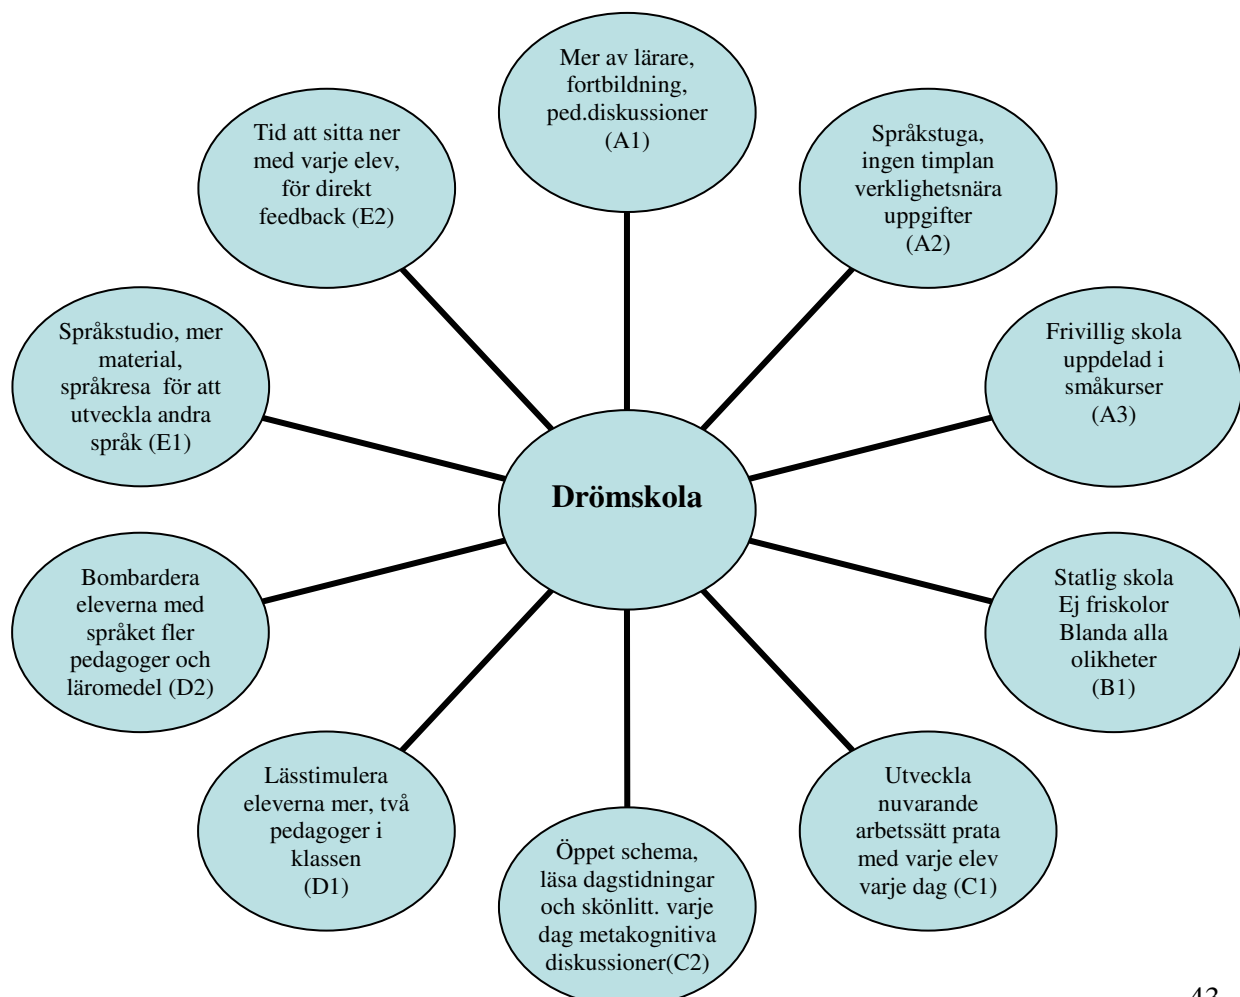 Mer av lärare,
fortbildning,
ped.diskussioner
(A1)
Språkstuga,
ingen timplan
verklighetsnära
uppgifter
(A2)
Frivillig skola
uppdelad i
småkurser
(A3)
Statlig skola
Ej friskolor
Blanda alla
olikheter
(B1)
Utveckla
nuvarande
arbetssätt prata
med varje elev
varje dag (C1)
Öppet schema,
läsa dagstidningar
och skönlitt. varje
dag metakognitiva
diskussioner(C2)
Lässtimulera
eleverna mer, två
pedagoger i
klassen
(D1)
Bombardera
eleverna med
språket fler
pedagoger och
läromedel (D2)
Språkstudio, mer
material,
språkresa  för att
utveckla andra
språk (E1)
Tid att sitta ner
med varje elev,
för direkt
feedback (E2)
Drömskola